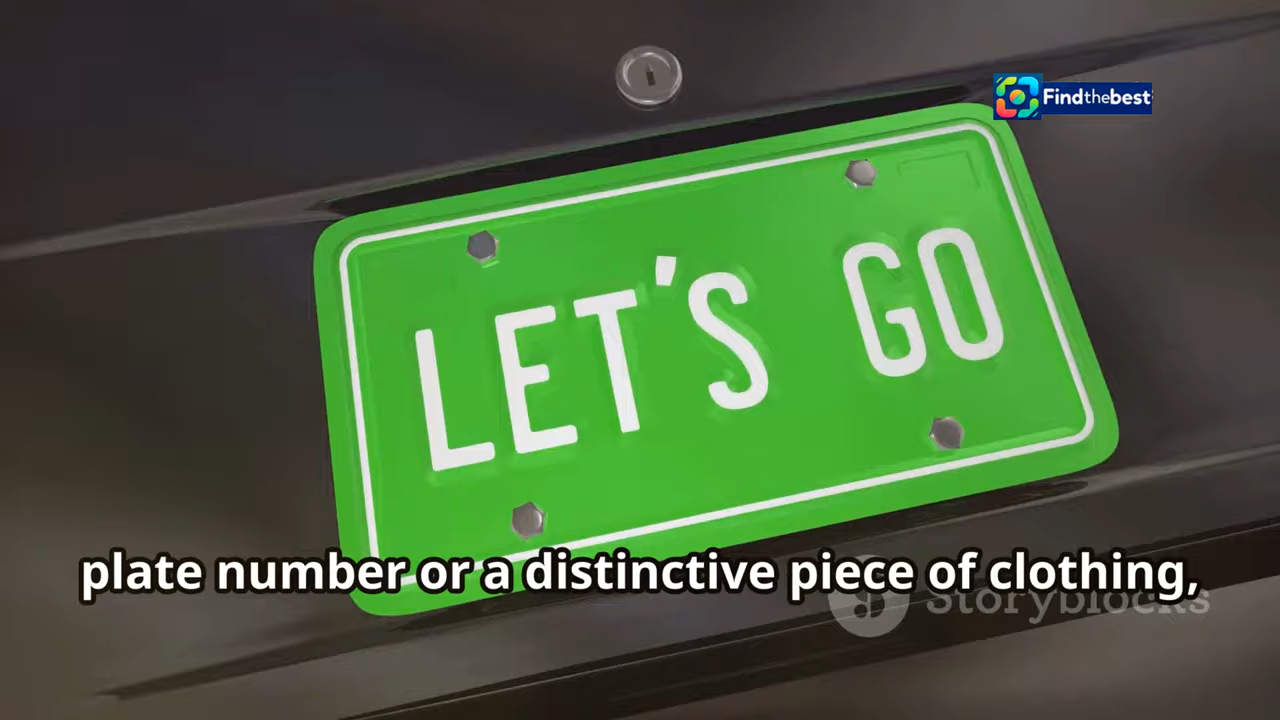 Findthebest
LET'S GO
plate number or a distinctive piece of clothing,
Storyblocks